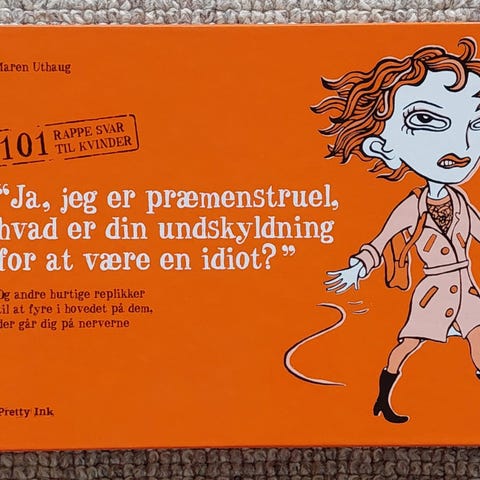 Maren Uthaug
101 RAPPE SVAR
TIL KVINDER
“Ja, jeg er præmenstruel,
hvad er din undskyldning
for at være en idiot?”
Og andre hurtige replikker
til at fyre i hovedet på dem,
der går dig på nerverne
Pretty Ink